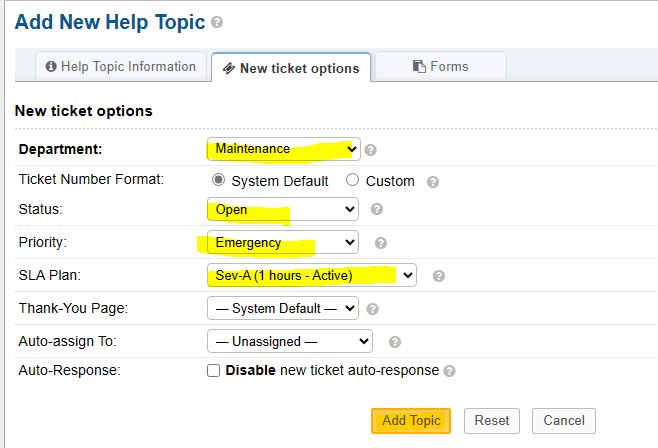 Add New Help Topic
Help Topic Information
New ticket options
Forms
New ticket options
Department: Maintenance
Ticket Number Format: System Default Custom
Status: Open
Priority: Emergency
SLA Plan: Sev-A (1 hours - Active)
Thank-You Page: — System Default —
Auto-assign To: — Unassigned —
Auto-Response: Disable new ticket auto-response
Add Topic Reset Cancel